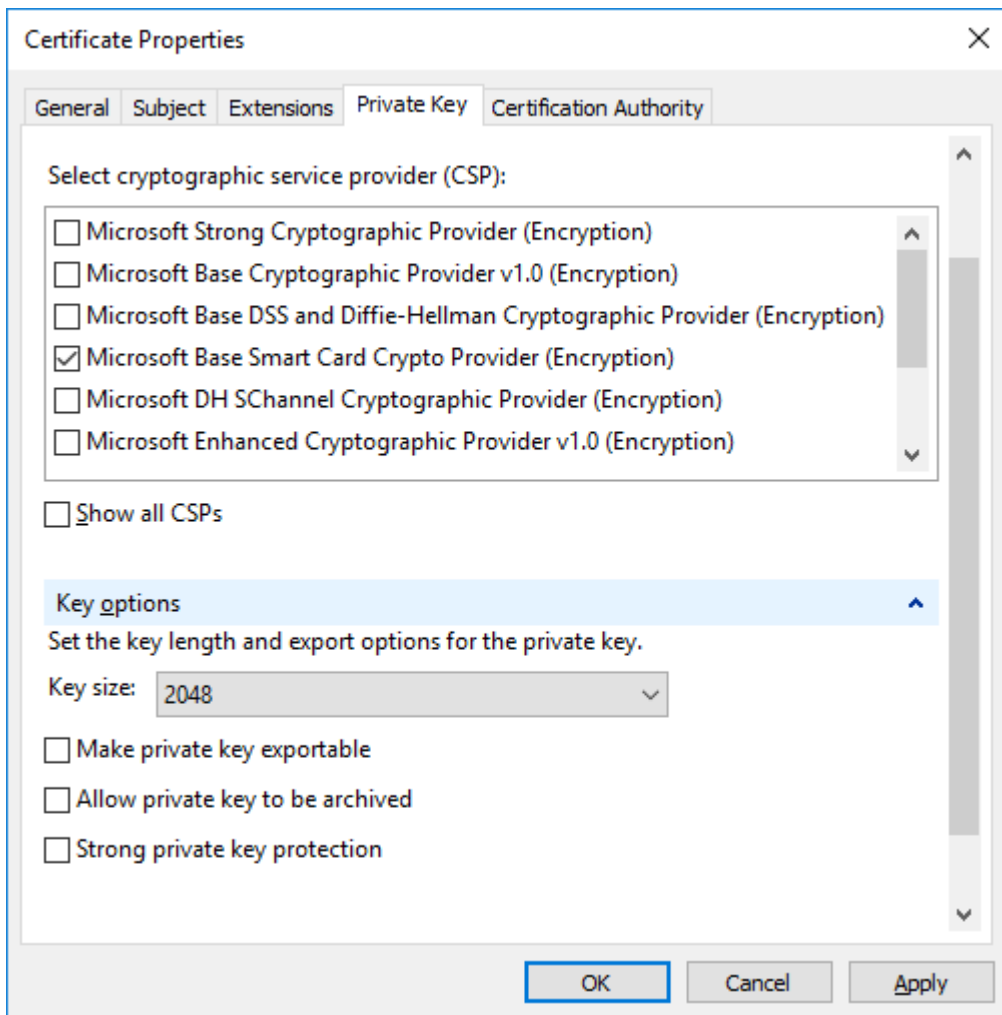 Certificate Properties
General Subject Extensions Private Key Certification Authority
Select cryptographic service provider (CSP):
Microsoft Strong Cryptographic Provider (Encryption)
Microsoft Base Cryptographic Provider v1.0 (Encryption)
Microsoft Base DSS and Diffie-Hellman Cryptographic Provider (Encryption)
Microsoft Base Smart Card Crypto Provider (Encryption)
Microsoft DH SChannel Cryptographic Provider (Encryption)
Microsoft Enhanced Cryptographic Provider v1.0 (Encryption)
Show all CSPs
Key options
Set the key length and export options for the private key.
Key size: 2048
Make private key exportable
Allow private key to be archived
Strong private key protection
OK Cancel Apply